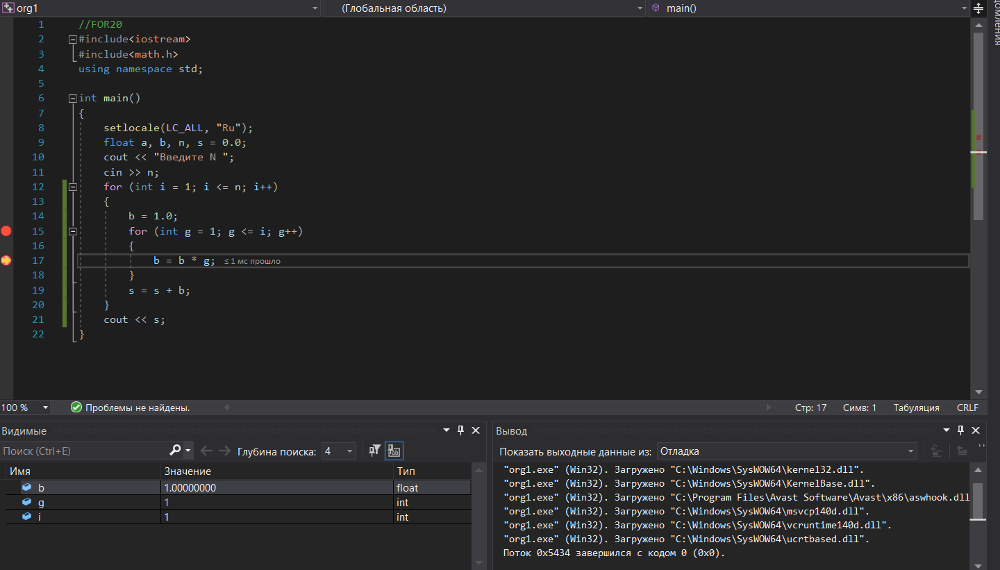 org1
(Глобальная область)
main()
домления
1 //FOR20
2 #include<iostream>
3 #include<math.h>
4 using namespace std;
5
6 int main()
7 {
8 setlocale(LC_ALL, "Ru");
9 float a, b, n, s = 0.0;
10 cout << "Введите N ";
11 cin >> n;
12 for (int i = 1; i <= n; i++)
13 {
14 b = 1.0;
15 for (int g = 1; g <= i; g++)
16 {
17 b = b * g; ≤ 1 мс прошло
18 }
19 s = s + b;
20 }
21 cout << s;
22 }
100 % Проблемы не найдены. Стр: 17 Симв: 1 Табуляция CRLF
Видимые
Поиск (Ctrl+E) Глубина поиска: 4
Имя Значение Тип
b 1.00000000 float
g 1 int
i 1 int
Вывод
Показать выходные данные из: Отладка
"org1.exe" (Win32). Загружено "C:\Windows\SysWOW64\kernel32.dll".
"org1.exe" (Win32). Загружено "C:\Windows\SysWOW64\KernelBase.dll".
"org1.exe" (Win32). Загружено "C:\Program Files\Avast Software\Avast\x86\aswhook.dll
"org1.exe" (Win32). Загружено "C:\Windows\SysWOW64\msvcp140d.dll".
"org1.exe" (Win32). Загружено "C:\Windows\SysWOW64\vcruntime140d.dll".
"org1.exe" (Win32). Загружено "C:\Windows\SysWOW64\ucrtbased.dll".
Поток 0x5434 завершился с кодом 0 (0x0).